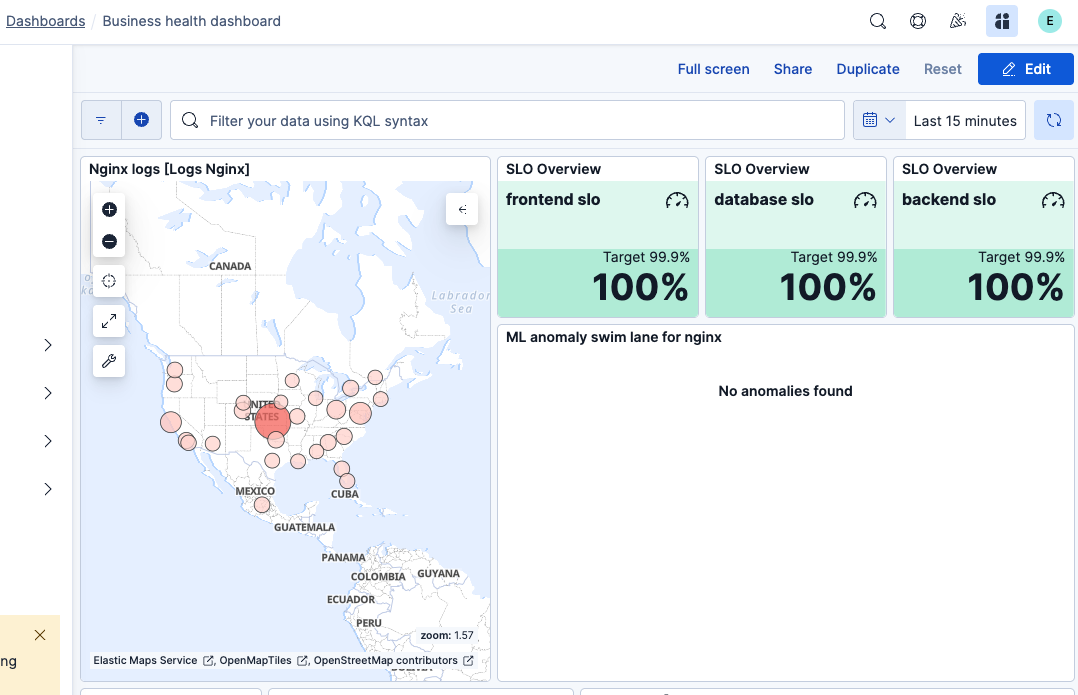 Dashboards / Business health dashboard
E
Full screen Share Duplicate Reset Edit
Filter your data using KQL syntax
Last 15 minutes
Nginx logs [Logs Nginx]
CANADA
Labrador
Sea
UNITED
STATES
MEXICO
CUBA
GUATEMALA
PANAMA
COLOMBIA
GUYANA
ECUADOR
PERU
zoom: 1.57
Elastic Maps Service , OpenMapTiles , OpenStreetMap contributors
SLO Overview
frontend slo
Target 99.9%
100%
SLO Overview
database slo
Target 99.9%
100%
SLO Overview
backend slo
Target 99.9%
100%
ML anomaly swim lane for nginx
No anomalies found
ng